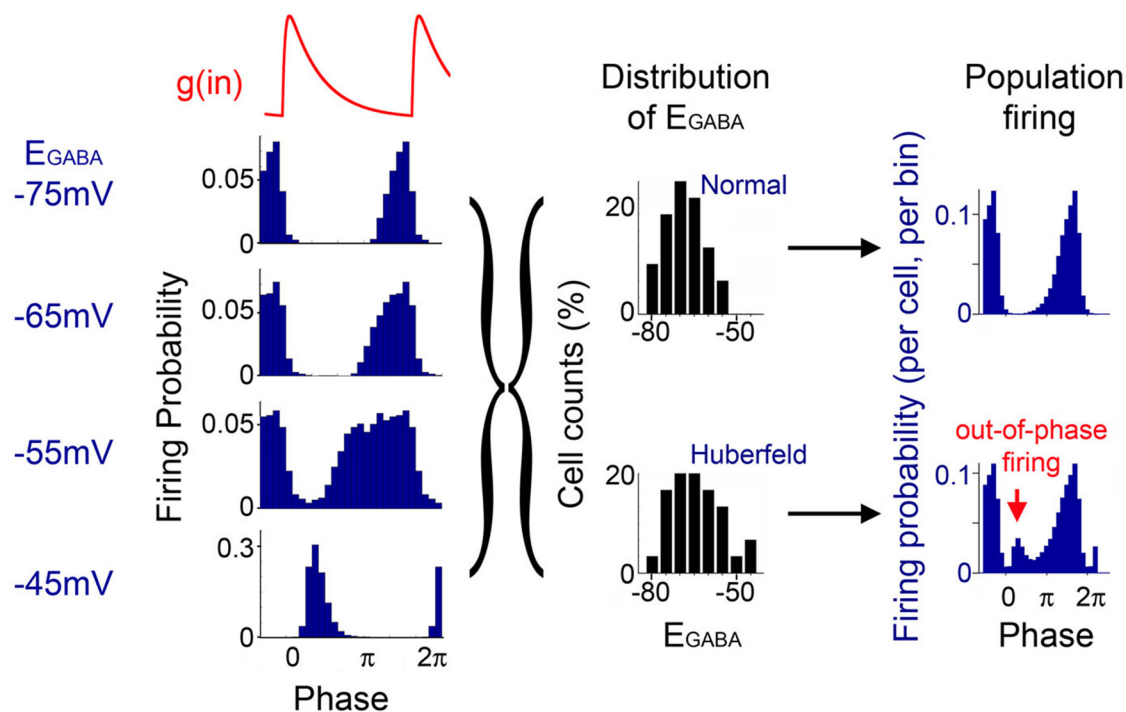 g(in)
EGABA
-75mV
-65mV
-55mV
-45mV
Firing Probability
0.05
0
0.05
0
0.05
0
0.3
0
0 π 2π
Phase
Distribution
of EGABA
Cell counts (%)
Normal
20
0
-80 -50
Huberfeld
20
0
-80 -50
EGABA
Population
firing
Firing probability (per cell, per bin)
0.1
0
out-of-phase
firing
0.1
0
0 π 2π
Phase